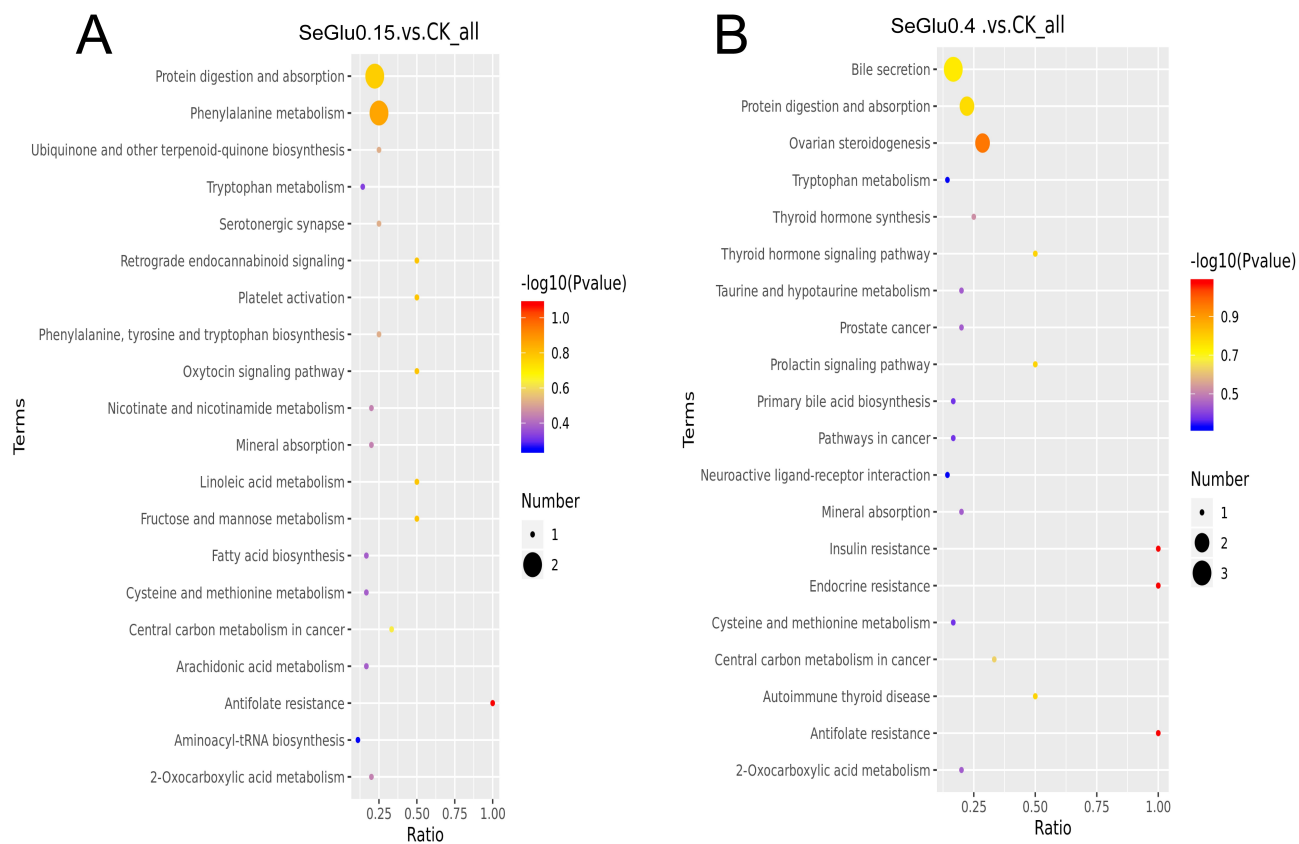 A
SeGlu0.15.vs.CK_all
Protein digestion and absorption
Phenylalanine metabolism
Ubiquinone and other terpenoid-quinone biosynthesis
Tryptophan metabolism
Serotonergic synapse
Retrograde endocannabinoid signaling
Platelet activation
Phenylalanine, tyrosine and tryptophan biosynthesis
Oxytocin signaling pathway
Nicotinate and nicotinamide metabolism
Mineral absorption
Linoleic acid metabolism
Fructose and mannose metabolism
Fatty acid biosynthesis
Cysteine and methionine metabolism
Central carbon metabolism in cancer
Arachidonic acid metabolism
Antifolate resistance
Aminoacyl-tRNA biosynthesis
2-Oxocarboxylic acid metabolism
Terms
0.25 0.50 0.75 1.00
Ratio
-log10(Pvalue)
1.0
0.8
0.6
0.4
Number
1
2
B
SeGlu0.4 .vs.CK_all
Bile secretion
Protein digestion and absorption
Ovarian steroidogenesis
Tryptophan metabolism
Thyroid hormone synthesis
Thyroid hormone signaling pathway
Taurine and hypotaurine metabolism
Prostate cancer
Prolactin signaling pathway
Primary bile acid biosynthesis
Pathways in cancer
Neuroactive ligand-receptor interaction
Mineral absorption
Insulin resistance
Endocrine resistance
Cysteine and methionine metabolism
Central carbon metabolism in cancer
Autoimmune thyroid disease
Antifolate resistance
2-Oxocarboxylic acid metabolism
Terms
0.25 0.50 0.75 1.00
Ratio
-log10(Pvalue)
0.9
0.7
0.5
Number
1
2
3